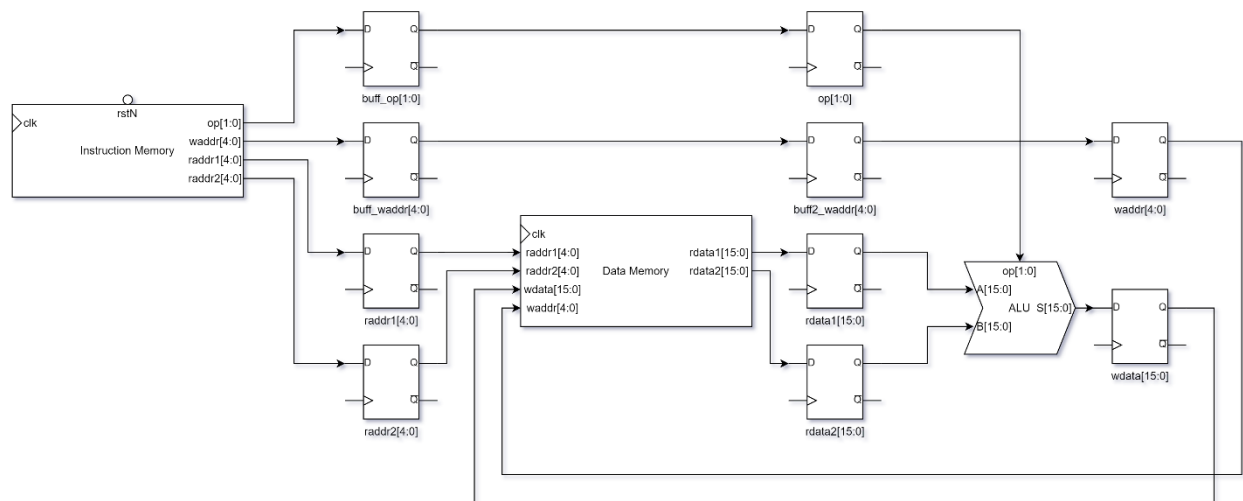 D Q
Q
buff_op[1:0]
D Q
Q
op[1:0]
rstN
clk
Instruction Memory
op[1:0]
waddr[4:0]
raddr1[4:0]
raddr2[4:0]
D Q
Q
buff_waddr[4:0]
D Q
Q
buff2_waddr[4:0]
D Q
Q
waddr[4:0]
D Q
Q
raddr1[4:0]
clk
raddr1[4:0]
raddr2[4:0]
wdata[15:0]
waddr[4:0]
Data Memory
rdata1[15:0]
rdata2[15:0]
D Q
Q
rdata1[15:0]
op[1:0]
A[15:0]
ALU S[15:0]
B[15:0]
D Q
Q
wdata[15:0]
D Q
Q
raddr2[4:0]
D Q
Q
rdata2[15:0]